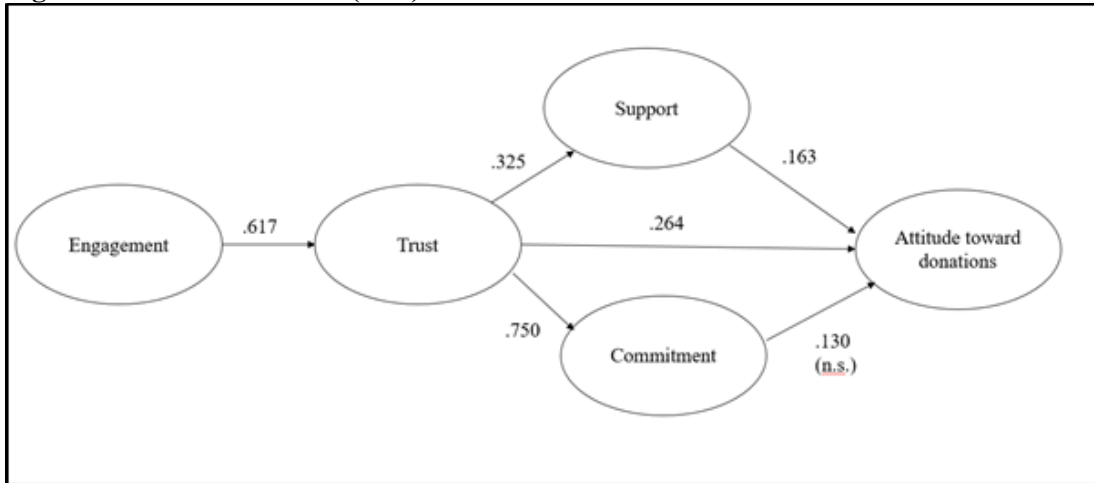 Support
.325
.163
.617
.264
Engagement
Trust
Attitude toward
donations
.750
.130
(n.s.)
Commitment